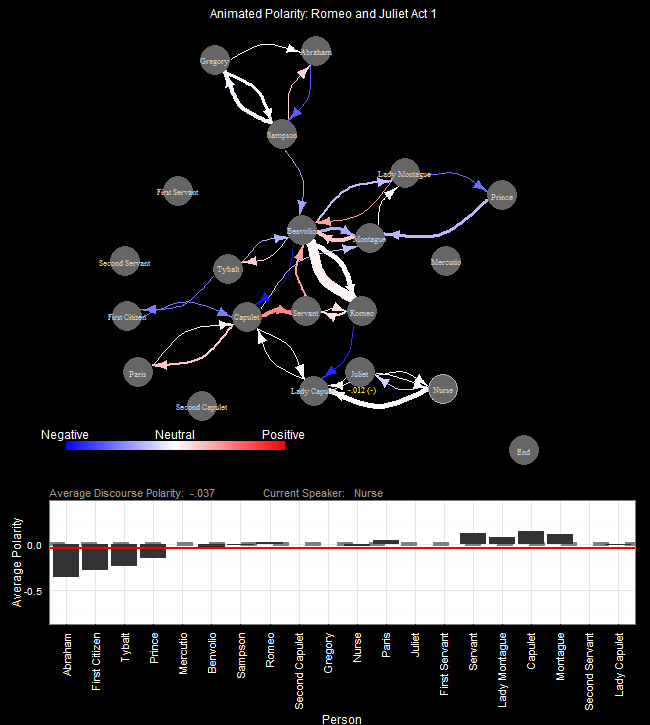 Animated Polarity: Romeo and Juliet Act 1
Abraham
Gregory
Sampson
Lady Montague
First Servant
Prince
Benvolio
Montague
Second Servant
Mercutio
Tybalt
First Citizen
Capulet
Servant
Romeo
Paris
Juliet
Lady Capulet
-.012 (-)
Nurse
Second Capulet
Negative Neutral Positive
End
Average Discourse Polarity: -.037 Current Speaker: Nurse
Average Polarity
0.0
-0.5
Abraham
First Citizen
Tybalt
Prince
Mercutio
Benvolio
Sampson
Romeo
Second Capulet
Gregory
Nurse
Paris
Juliet
First Servant
Servant
Lady Montague
Capulet
Montague
Second Servant
Lady Capulet
Person